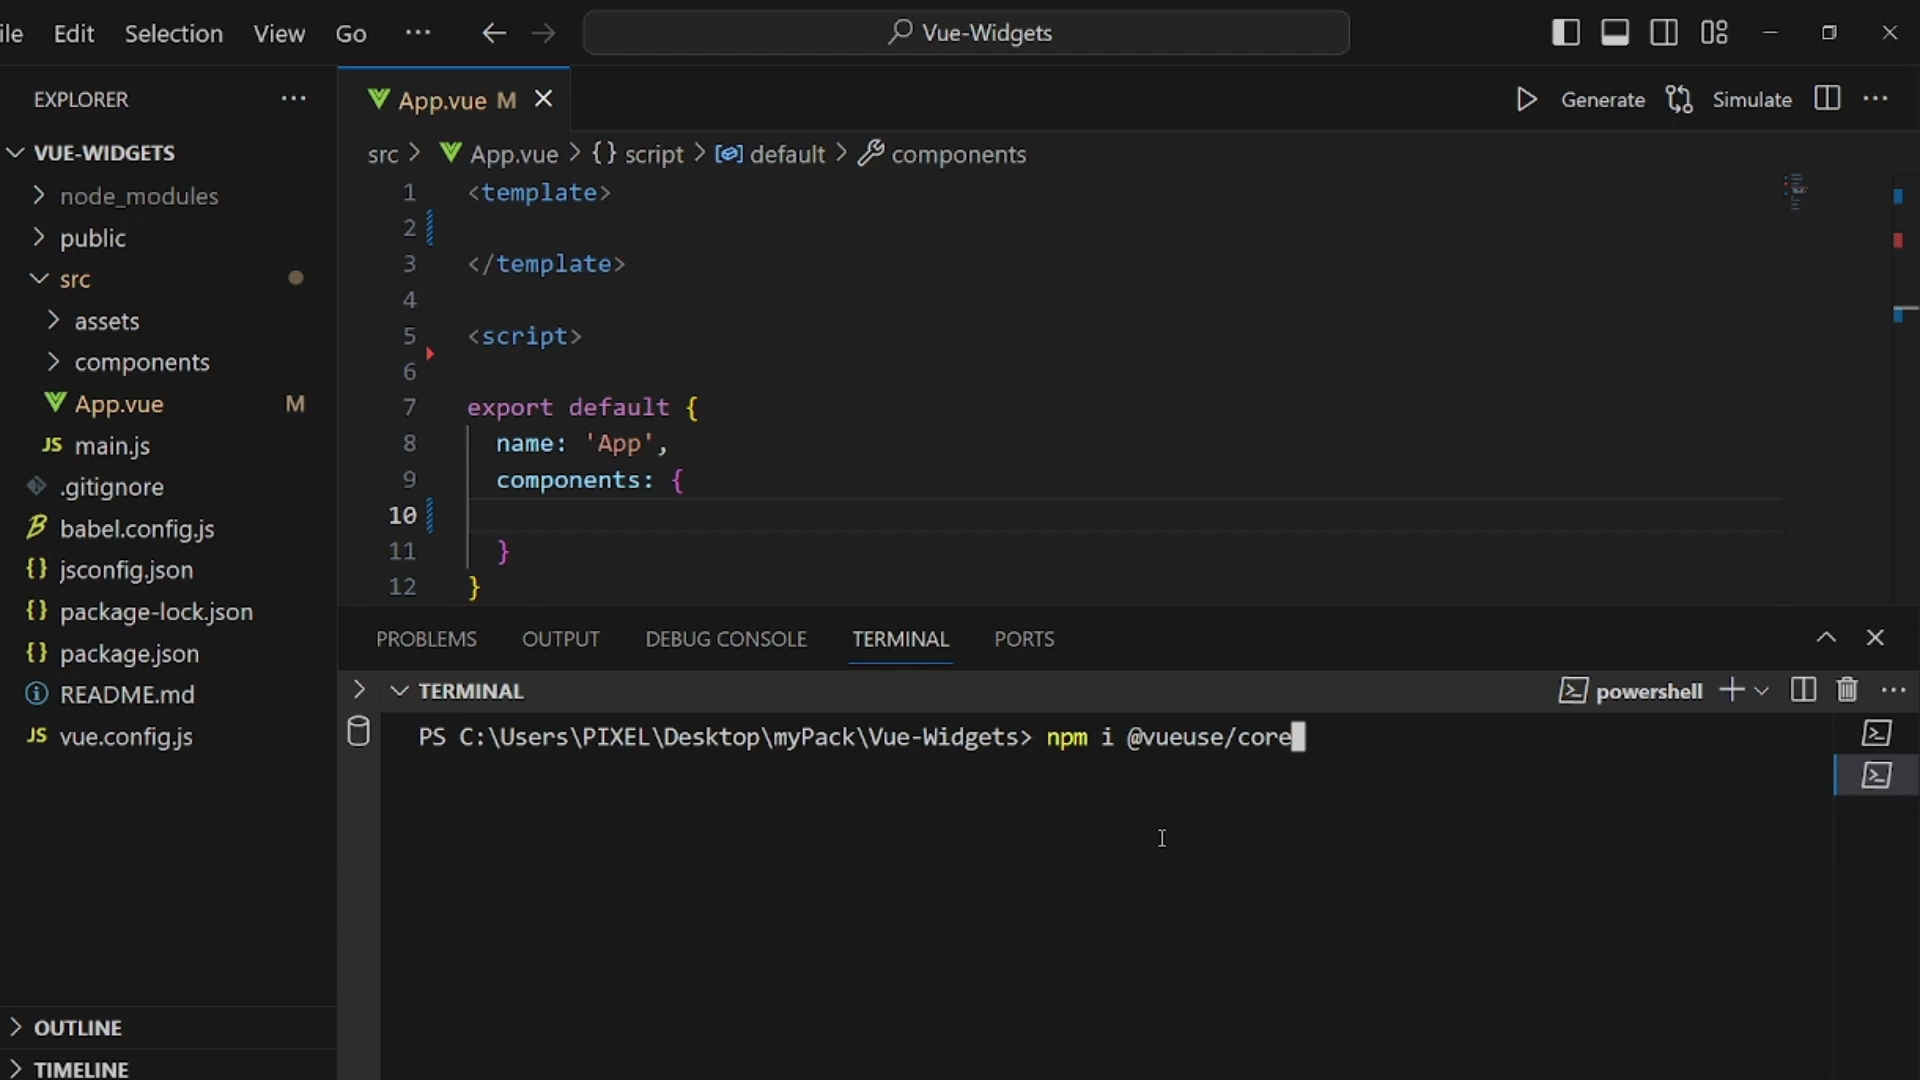 ile Edit Selection View Go ··· Vue-Widgets
EXPLORER ···
VUE-WIDGETS
node_modules
public
src
assets
components
App.vue M
JS main.js
.gitignore
babel.config.js
{} jsconfig.json
{} package-lock.json
{} package.json
README.md
JS vue.config.js
OUTLINE
TIMELINE
App.vue M
Generate Simulate ···
src > App.vue > {} script > default > components
1 <template>
2
3 </template>
4
5 <script>
6
7 export default {
8 name: 'App',
9 components: {
10
11 }
12 }
PROBLEMS OUTPUT DEBUG CONSOLE TERMINAL PORTS
TERMINAL powershell ···
PS C:\Users\PIXEL\Desktop\myPack\Vue-Widgets> npm i @vueuse/core